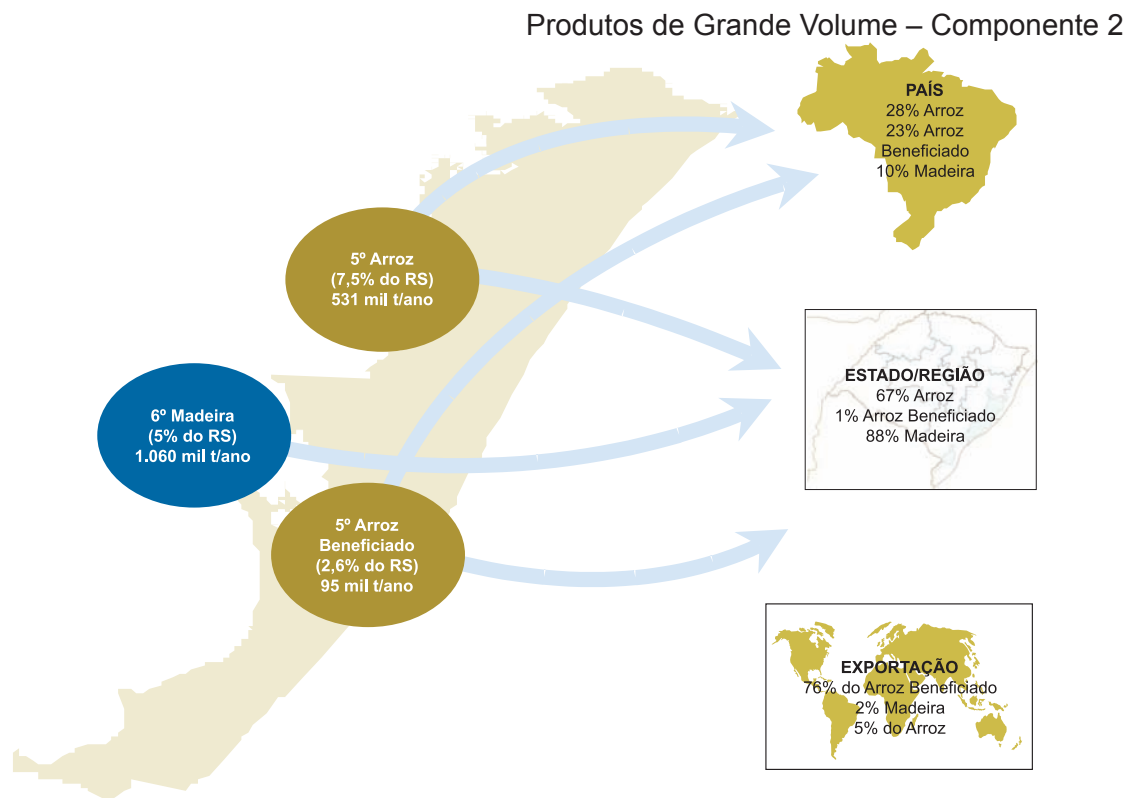 Produtos de Grande Volume – Componente 2
PAÍS
28% Arroz
23% Arroz
Beneficiado
10% Madeira
5º Arroz
(7,5% do RS)
531 mil t/ano
ESTADO/REGIÃO
67% Arroz
1% Arroz Beneficiado
88% Madeira
6º Madeira
(5% do RS)
1.060 mil t/ano
5º Arroz
Beneficiado
(2,6% do RS)
95 mil t/ano
EXPORTAÇÃO
76% do Arroz Beneficiado
2% Madeira
5% do Arroz